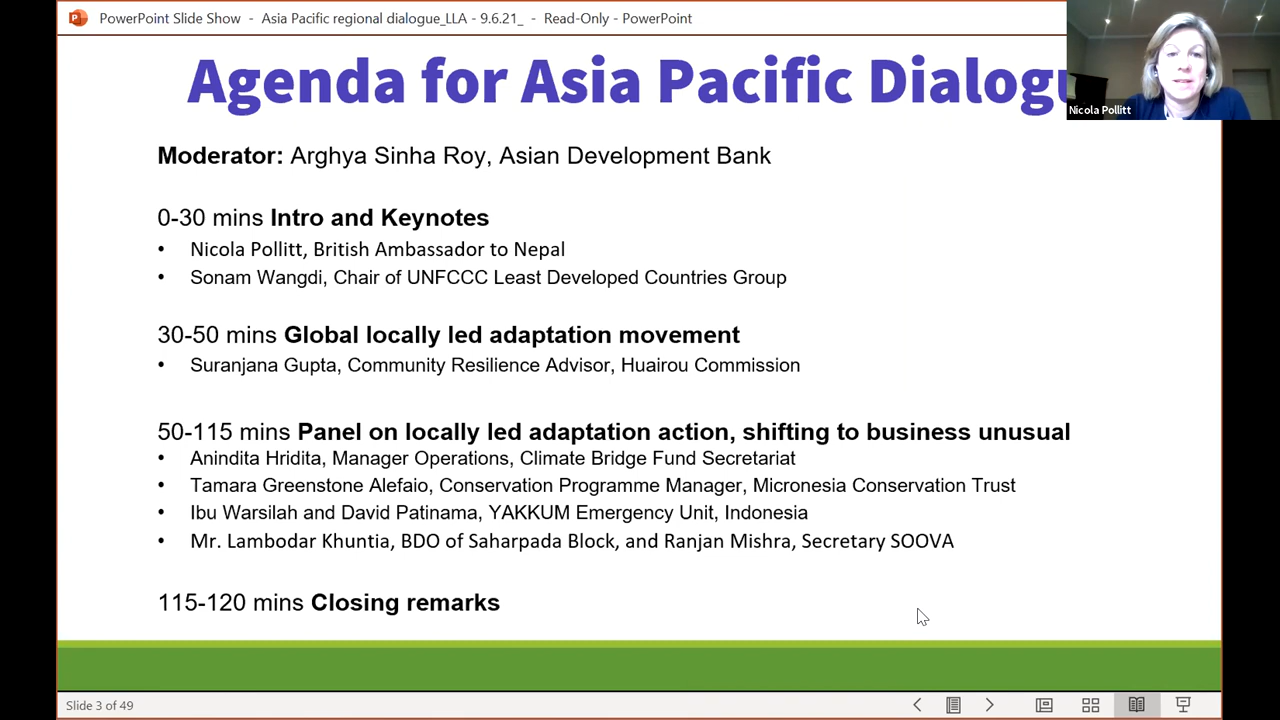 PowerPoint Slide Show - Asia Pacific regional dialogue_LLA - 9.6.21_ - Read-Only - PowerPoint
Agenda for Asia Pacific Dialogu
Nicola Pollitt
Moderator: Arghya Sinha Roy, Asian Development Bank
0-30 mins Intro and Keynotes
• Nicola Pollitt, British Ambassador to Nepal
• Sonam Wangdi, Chair of UNFCCC Least Developed Countries Group
30-50 mins Global locally led adaptation movement
• Suranjana Gupta, Community Resilience Advisor, Huairou Commission
50-115 mins Panel on locally led adaptation action, shifting to business unusual
• Anindita Hridita, Manager Operations, Climate Bridge Fund Secretariat
• Tamara Greenstone Alefaio, Conservation Programme Manager, Micronesia Conservation Trust
• Ibu Warsilah and David Patinama, YAKKUM Emergency Unit, Indonesia
• Mr. Lambodar Khuntia, BDO of Saharpada Block, and Ranjan Mishra, Secretary SOOVA
115-120 mins Closing remarks
Slide 3 of 49